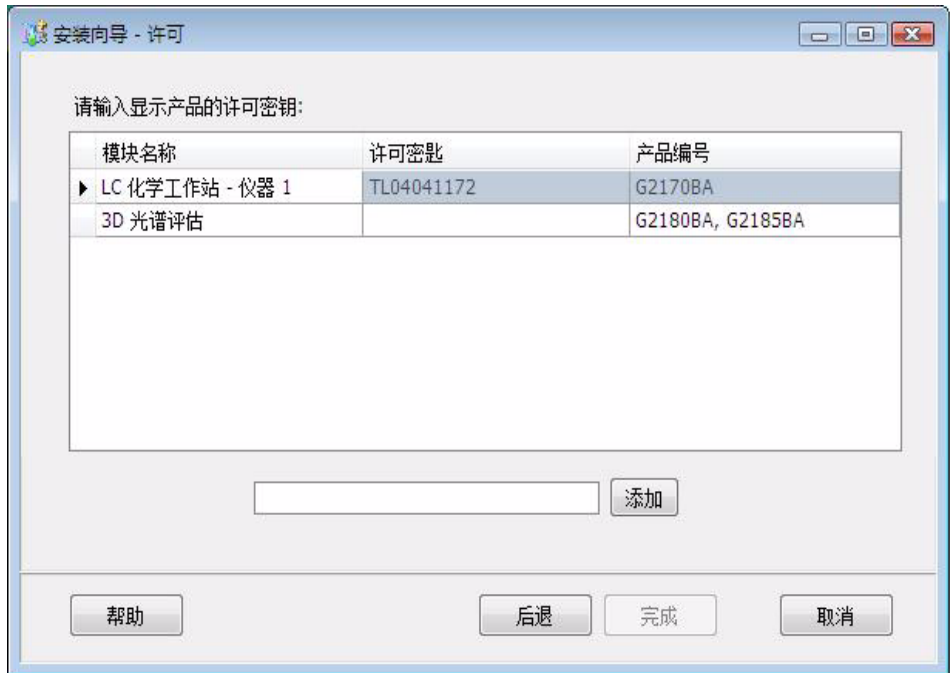 安装向导 - 许可
请输入显示产品的许可密钥:
模块名称 许可密匙 产品编号
LC 化学工作站 - 仪器 1 TL04041172 G2170BA
3D 光谱评估 G2180BA, G2185BA
添加
帮助 后退 完成 取消